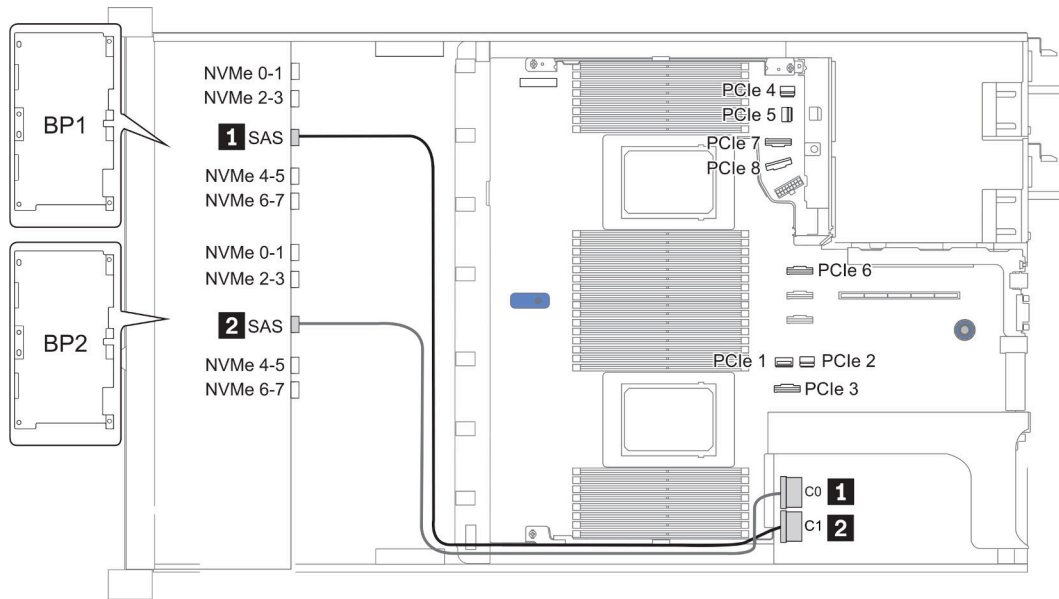 BP1
NVMe 0-1
NVMe 2-3
1 SAS
NVMe 4-5
NVMe 6-7
BP2
NVMe 0-1
NVMe 2-3
2 SAS
NVMe 4-5
NVMe 6-7
PCIe 4
PCIe 5
PCIe 7
PCIe 8
PCIe 6
PCIe 1
PCIe 2
PCIe 3
C0 1
C1 2